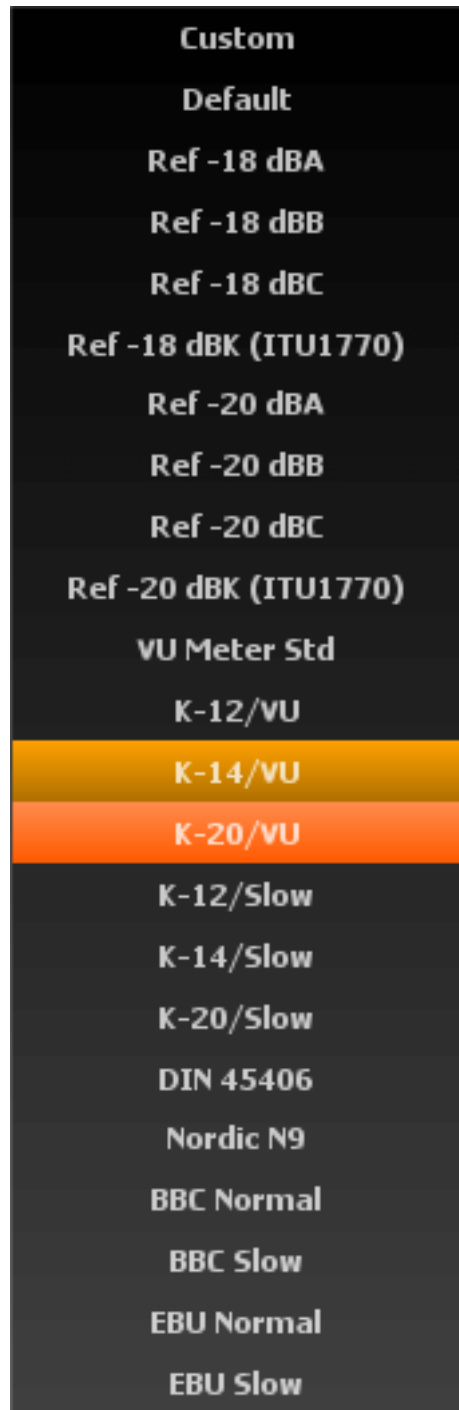 Custom
Default
Ref -18 dBA
Ref -18 dBB
Ref -18 dBC
Ref -18 dBK (ITU1770)
Ref -20 dBA
Ref -20 dBB
Ref -20 dBC
Ref -20 dBK (ITU1770)
VU Meter Std
K-12/VU
K-14/VU
K-20/VU
K-12/Slow
K-14/Slow
K-20/Slow
DIN 45406
Nordic N9
BBC Normal
BBC Slow
EBU Normal
EBU Slow